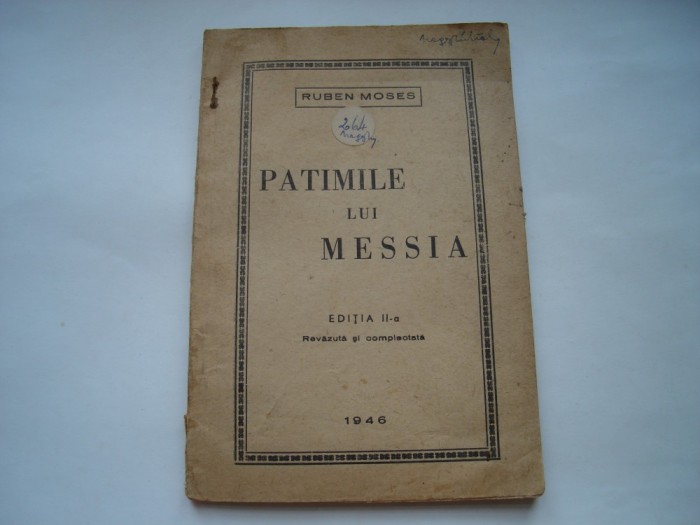 RUBEN MOSES
PATIMILE
LUI
MESSIA
EDIŢIA II-a
Revăzută şi complectată
1946